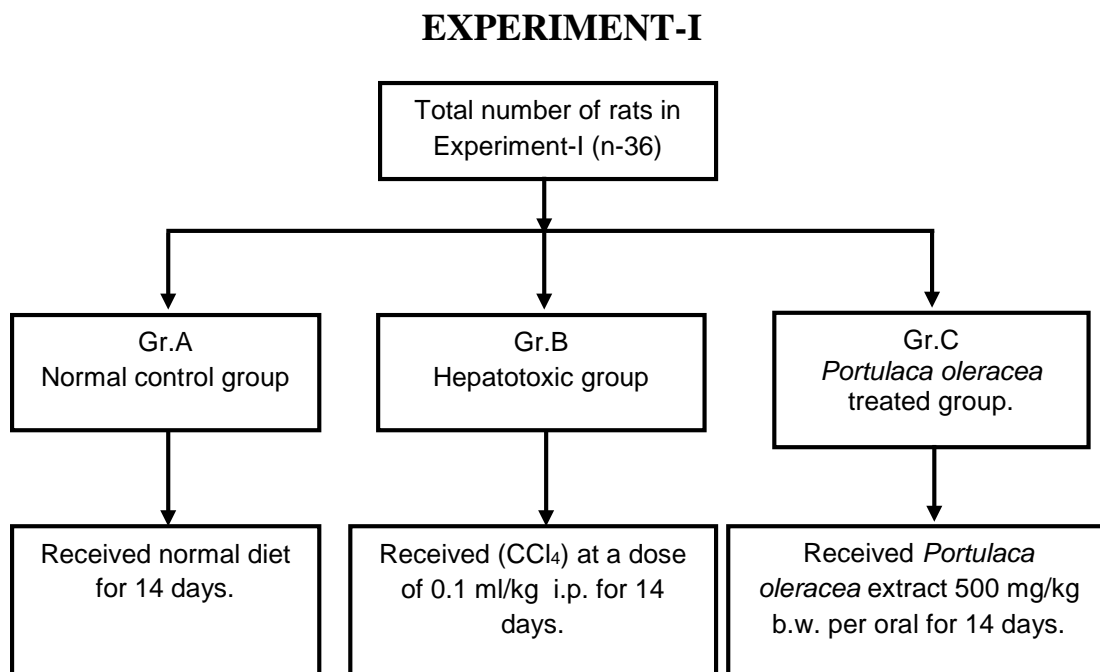 EXPERIMENT-I
Total number of rats in
Experiment-I (n-36)
Gr.A
Normal control group
Gr.B
Hepatotoxic group
Gr.C
Portulaca oleracea
treated group.
Received normal diet
for 14 days.
Received (CCl₄) at a dose
of 0.1 ml/kg i.p. for 14
days.
Received Portulaca
oleracea extract 500 mg/kg
b.w. per oral for 14 days.